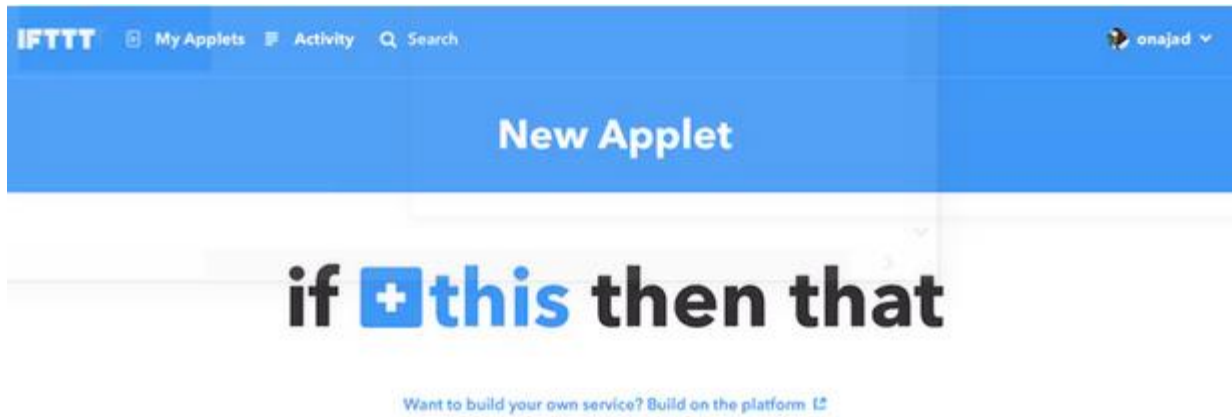 IFTTT My Applets Activity Search onajad
New Applet
if this then that
Want to build your own service? Build on the platform